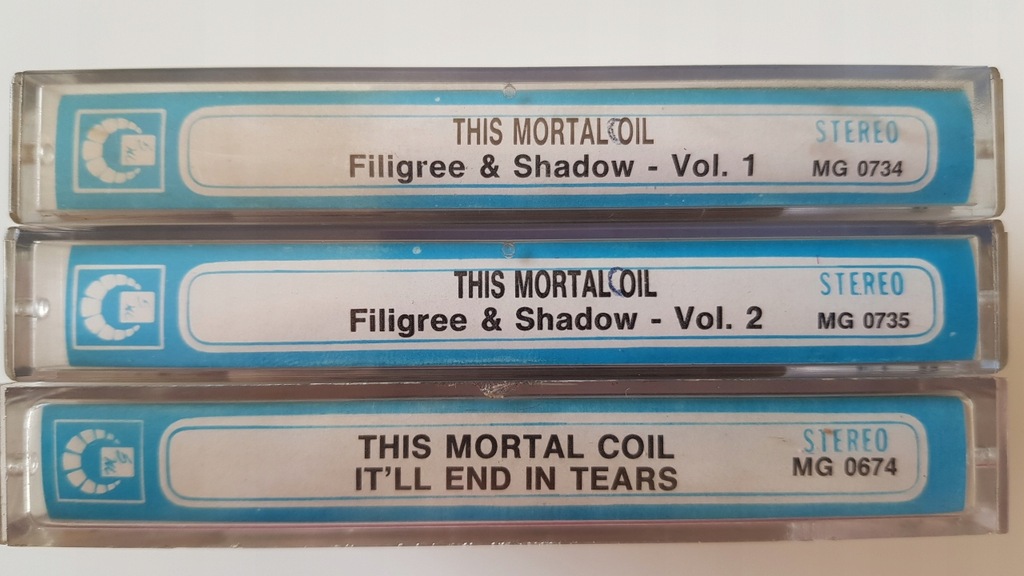 THIS MORTAL COIL
Filigree & Shadow - Vol. 1
STEREO
MG 0734
THIS MORTAL COIL
Filigree & Shadow - Vol. 2
STEREO
MG 0735
THIS MORTAL COIL
IT'LL END IN TEARS
STEREO
MG 0674